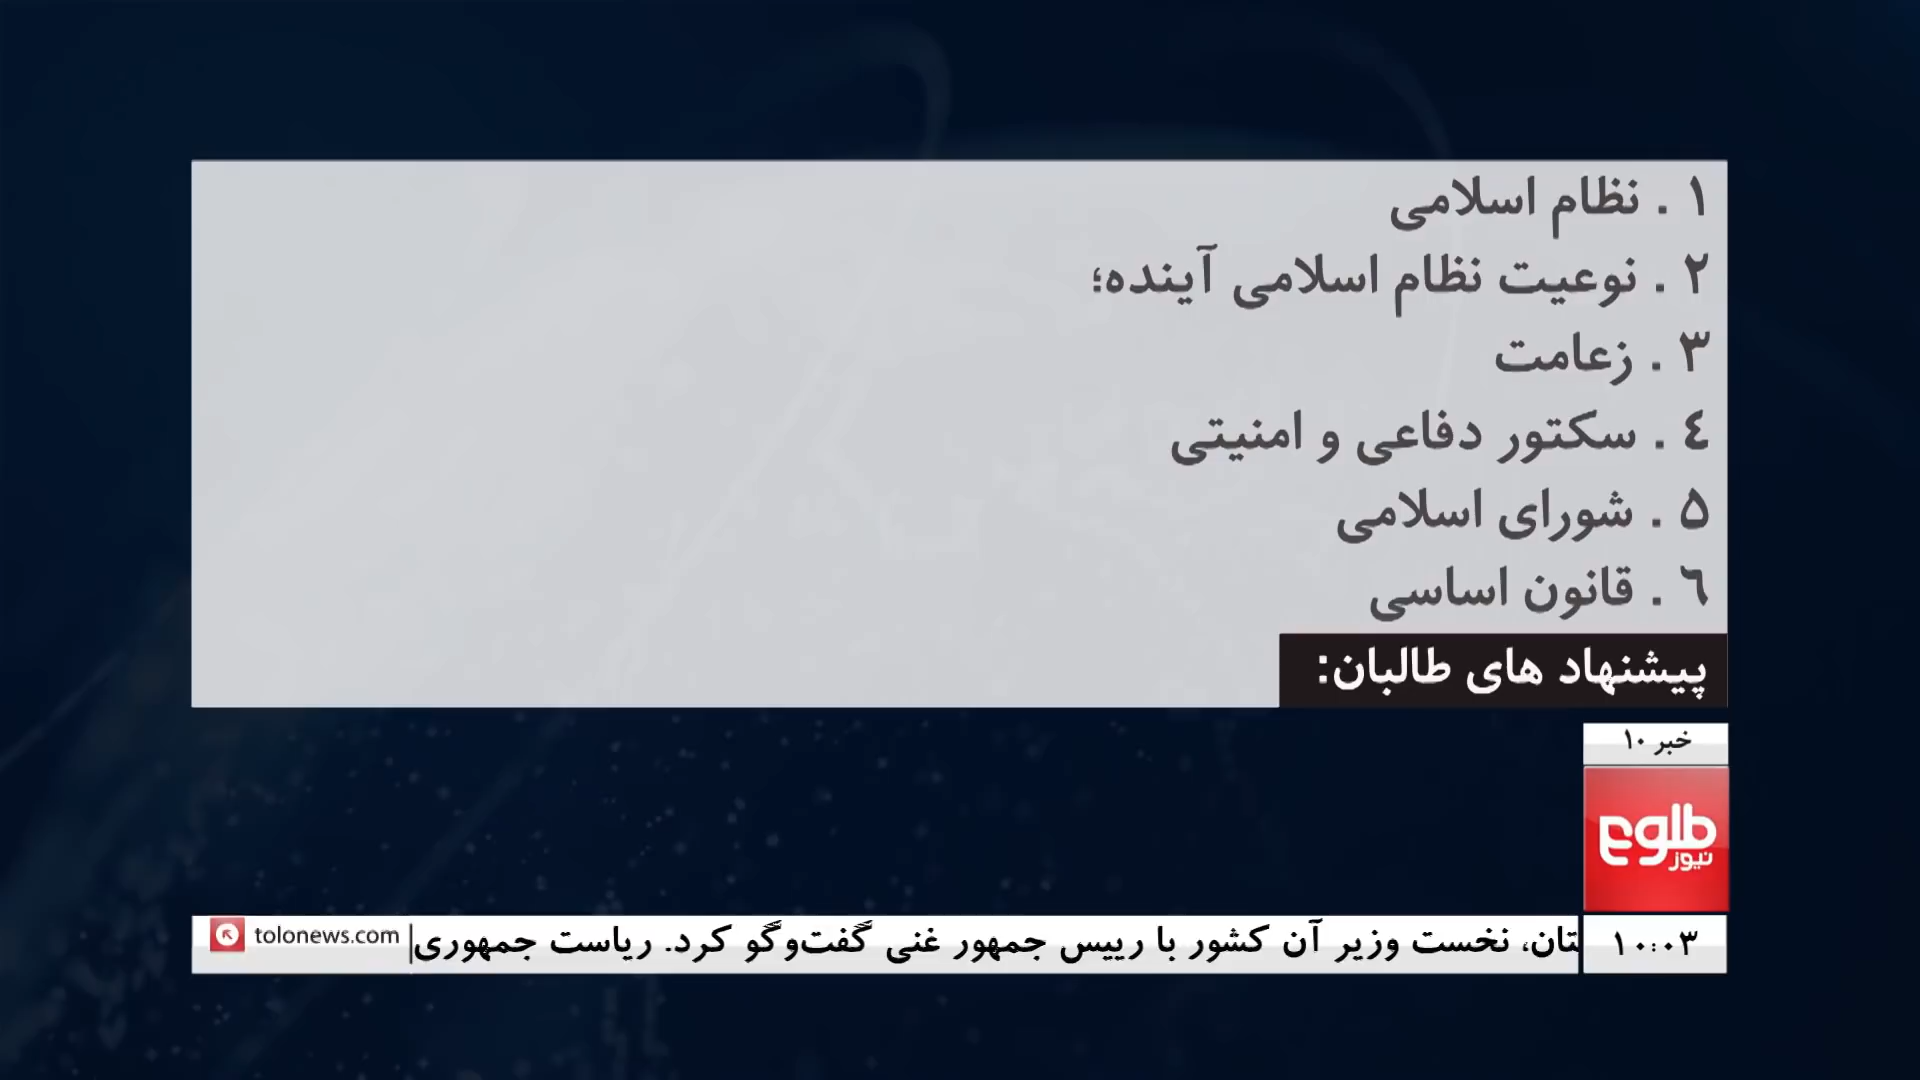 ۱ . نظام اسلامی
۲ . نوعیت نظام اسلامی آینده؛
۳ . زعامت
٤ . سکتور دفاعی و امنیتی
۵ . شورای اسلامی
٦ . قانون اساسی
پیشنهاد های طالبان:
خبر ۱۰
طلوع
نیوز
۱۰:۰۳
تان، نخست وزیر آن کشور با رییس جمهور غنی گفت‌وگو کرد. ریاست جمهوری
tolonews.com